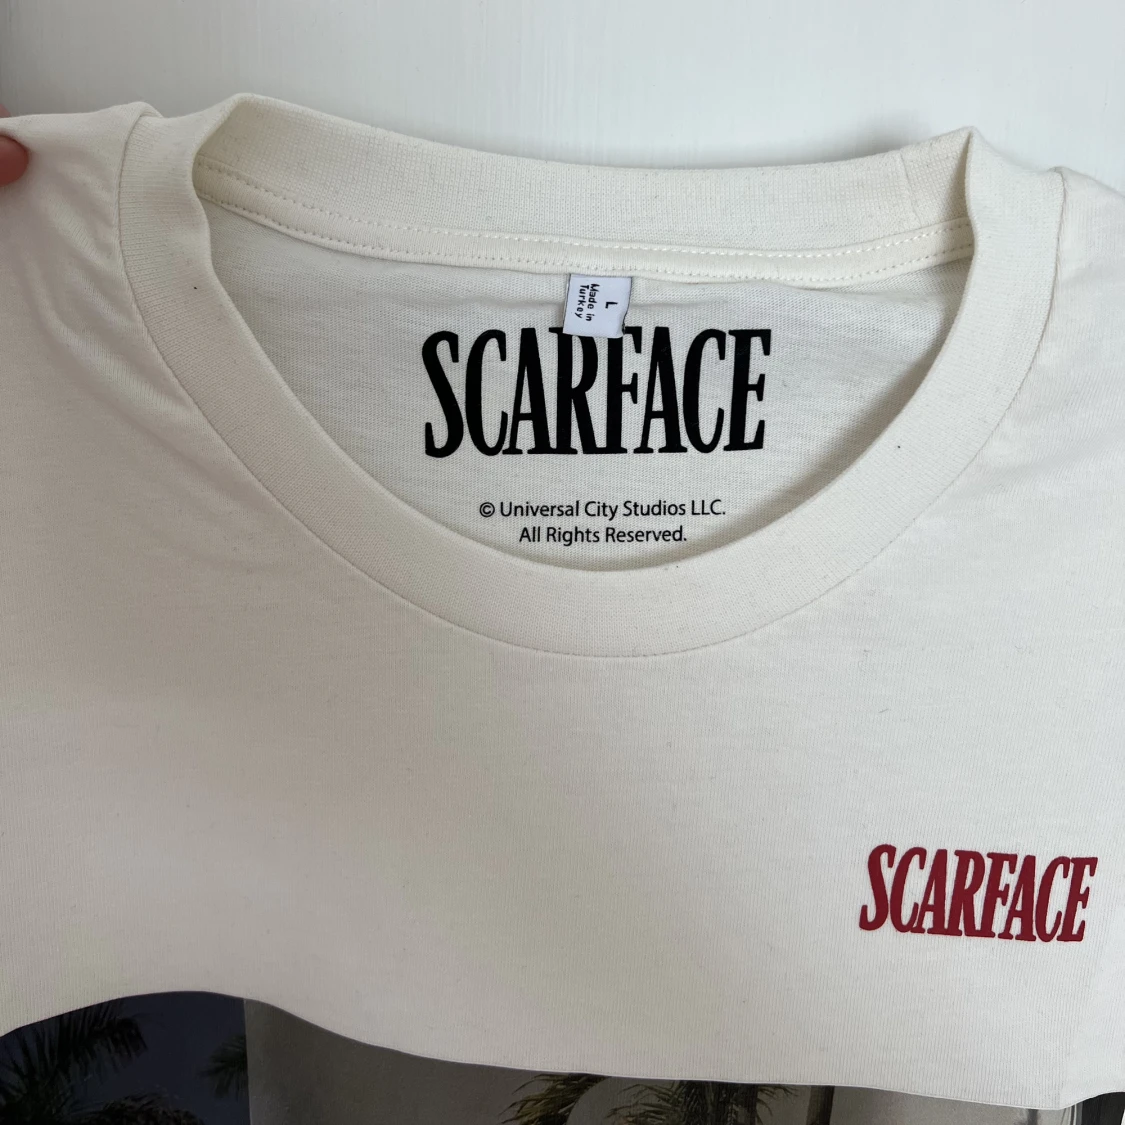 L
Made in
Turkey
SCARFACE
© Universal City Studios LLC.
All Rights Reserved.
SCARFACE